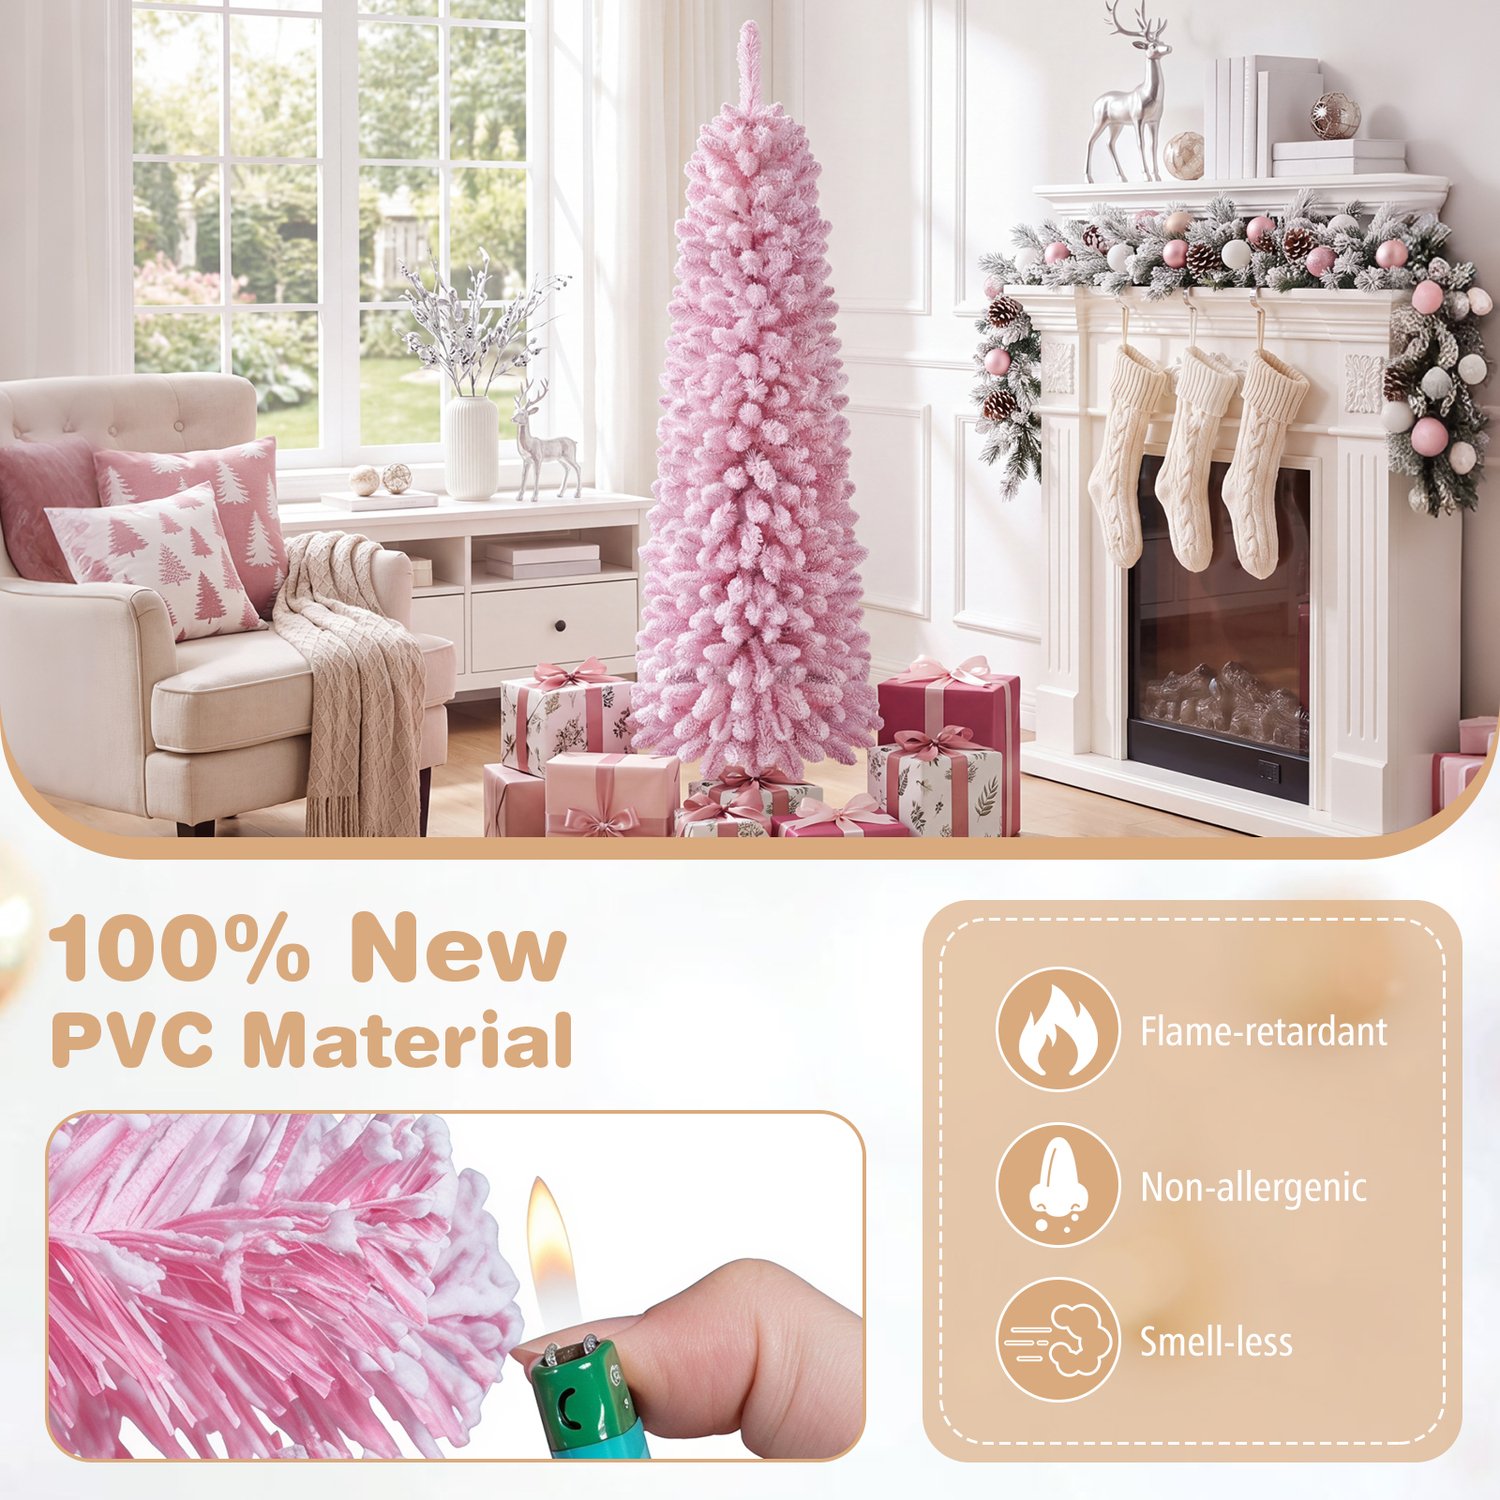 100% New
PVC Material
Flame-retardant
Non-allergenic
Smell-less